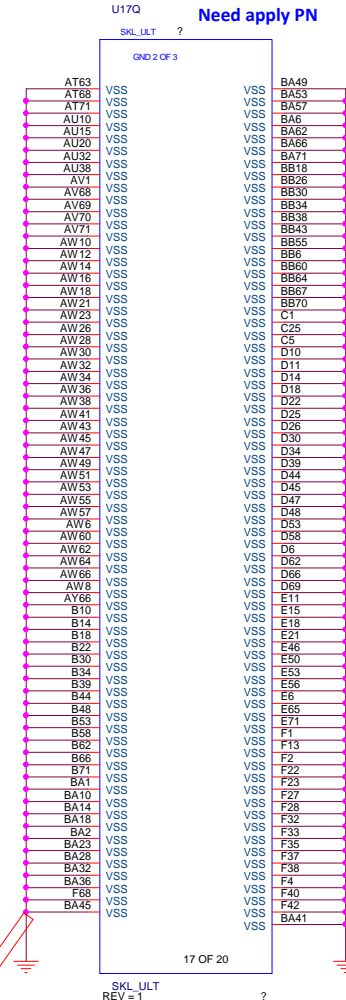 U17Q
Need apply PN
SKL_ULT ?
GND 2 OF 3
AT63 VSS VSS BA49
AT68 VSS VSS BA53
AT71 VSS VSS BA57
AU10 VSS VSS BA6
AU15 VSS VSS BA62
AU20 VSS VSS BA66
AU32 VSS VSS BA71
AU38 VSS VSS BB18
AV1 VSS VSS BB26
AV68 VSS VSS BB30
AV69 VSS VSS BB34
AV70 VSS VSS BB38
AV71 VSS VSS BB43
AW10 VSS VSS BB55
AW12 VSS VSS BB6
AW14 VSS VSS BB60
AW16 VSS VSS BB64
AW18 VSS VSS BB67
AW21 VSS VSS BB70
AW23 VSS VSS C1
AW26 VSS VSS C25
AW28 VSS VSS C5
AW30 VSS VSS D10
AW32 VSS VSS D11
AW34 VSS VSS D14
AW36 VSS VSS D18
AW38 VSS VSS D22
AW41 VSS VSS D25
AW43 VSS VSS D26
AW45 VSS VSS D30
AW47 VSS VSS D34
AW49 VSS VSS D39
AW51 VSS VSS D44
AW53 VSS VSS D45
AW55 VSS VSS D47
AW57 VSS VSS D48
AW6 VSS VSS D53
AW60 VSS VSS D58
AW62 VSS VSS D6
AW64 VSS VSS D62
AW66 VSS VSS D66
AW8 VSS VSS D69
AY66 VSS VSS E11
B10 VSS VSS E15
B14 VSS VSS E18
B18 VSS VSS E21
B22 VSS VSS E46
B30 VSS VSS E50
B34 VSS VSS E53
B39 VSS VSS E56
B44 VSS VSS E6
B48 VSS VSS E65
B53 VSS VSS E71
B58 VSS VSS F1
B62 VSS VSS F13
B66 VSS VSS F2
B71 VSS VSS F22
BA1 VSS VSS F23
BA10 VSS VSS F27
BA14 VSS VSS F28
BA18 VSS VSS F32
BA2 VSS VSS F33
BA23 VSS VSS F35
BA28 VSS VSS F37
BA32 VSS VSS F38
BA36 VSS VSS F4
F68 VSS VSS F40
BA45 VSS VSS F42
VSS BA41
17 OF 20
SKL_ULT
REV = 1 ?